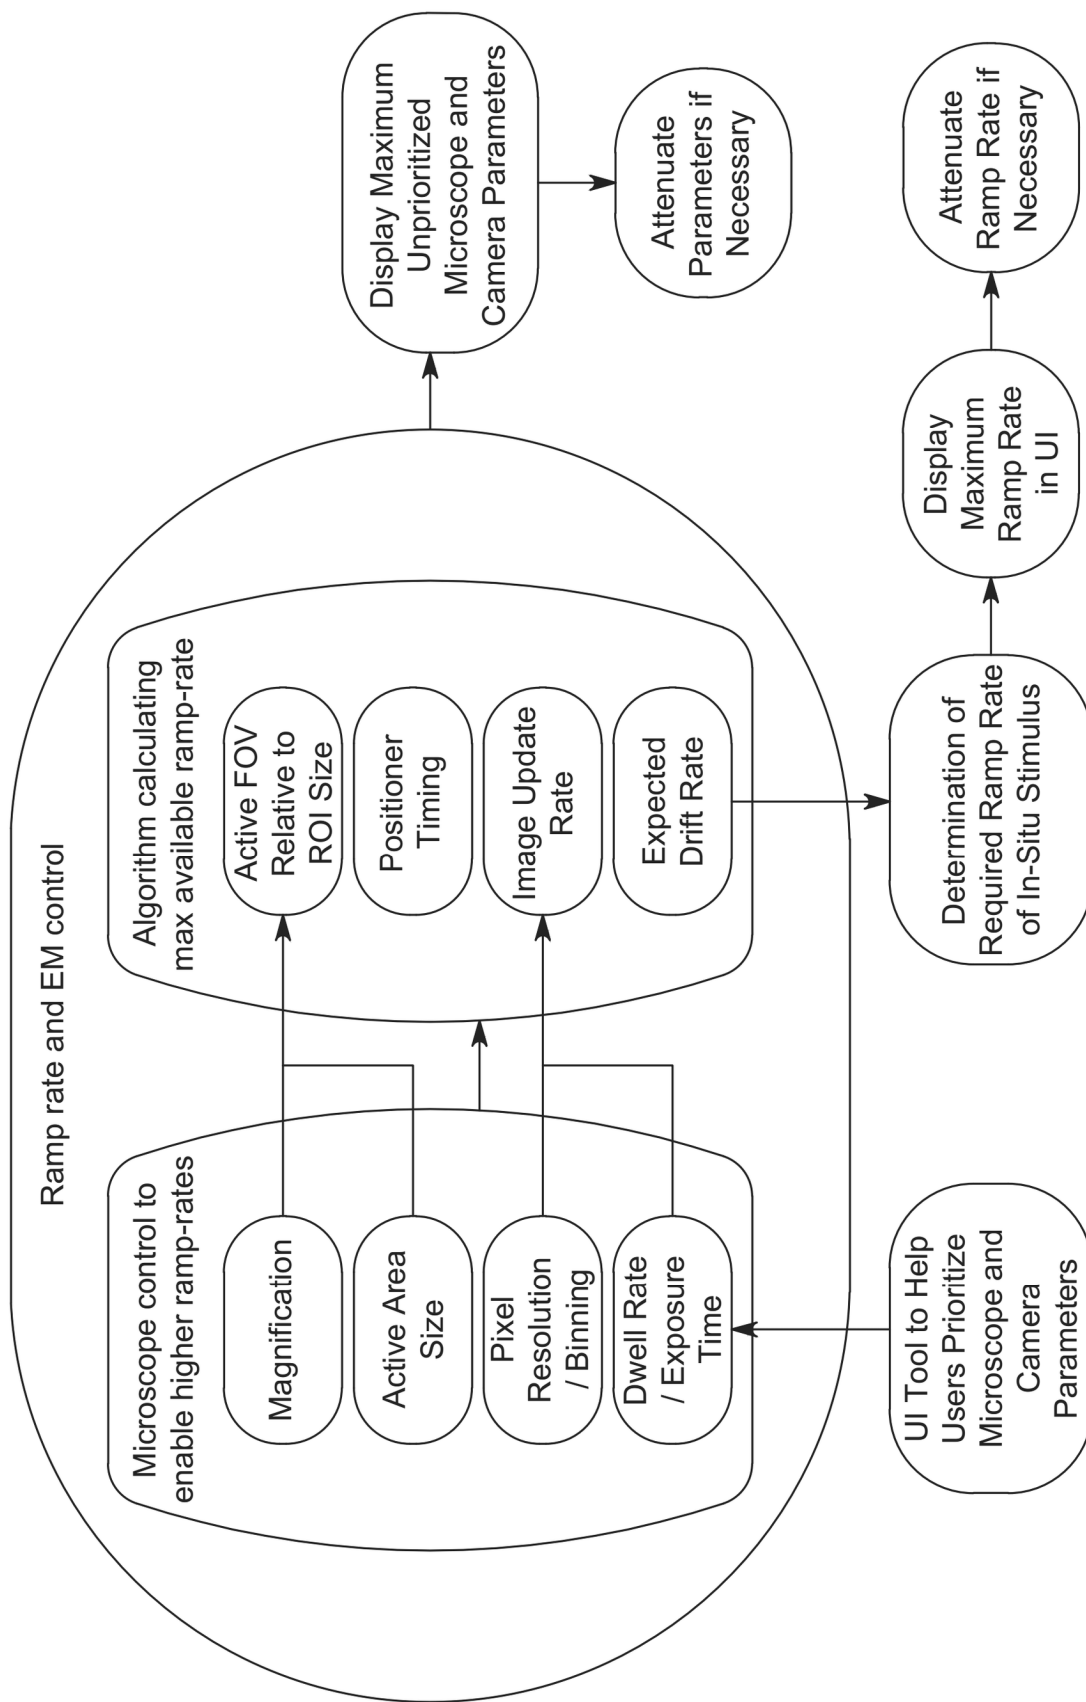 Ramp rate and EM control
Microscope control to
enable higher ramp-rates
Magnification
Active Area
Size
Pixel
Resolution
/ Binning
Dwell Rate
/ Exposure
Time
Algorithm calculating
max available ramp-rate
Active FOV
Relative to
ROI Size
Positioner
Timing
Image Update
Rate
Expected
Drift Rate
Display Maximum
Unprioritized
Microscope and
Camera Parameters
Attenuate
Parameters if
Necessary
UI Tool to Help
Users Prioritize
Microscope and
Camera
Parameters
Determination of
Required Ramp Rate
of In-Situ Stimulus
Display
Maximum
Ramp Rate
in UI
Attenuate
Ramp Rate if
Necessary